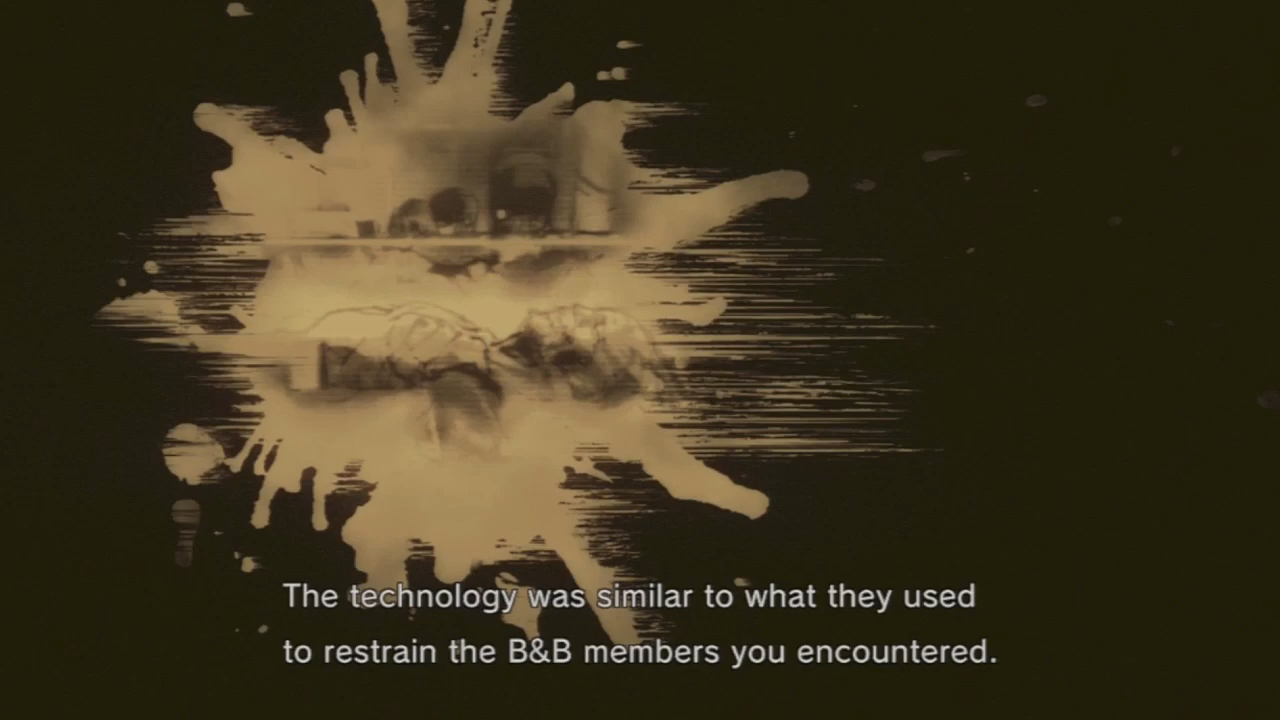 The technology was similar to what they used
to restrain the B&B members you encountered.